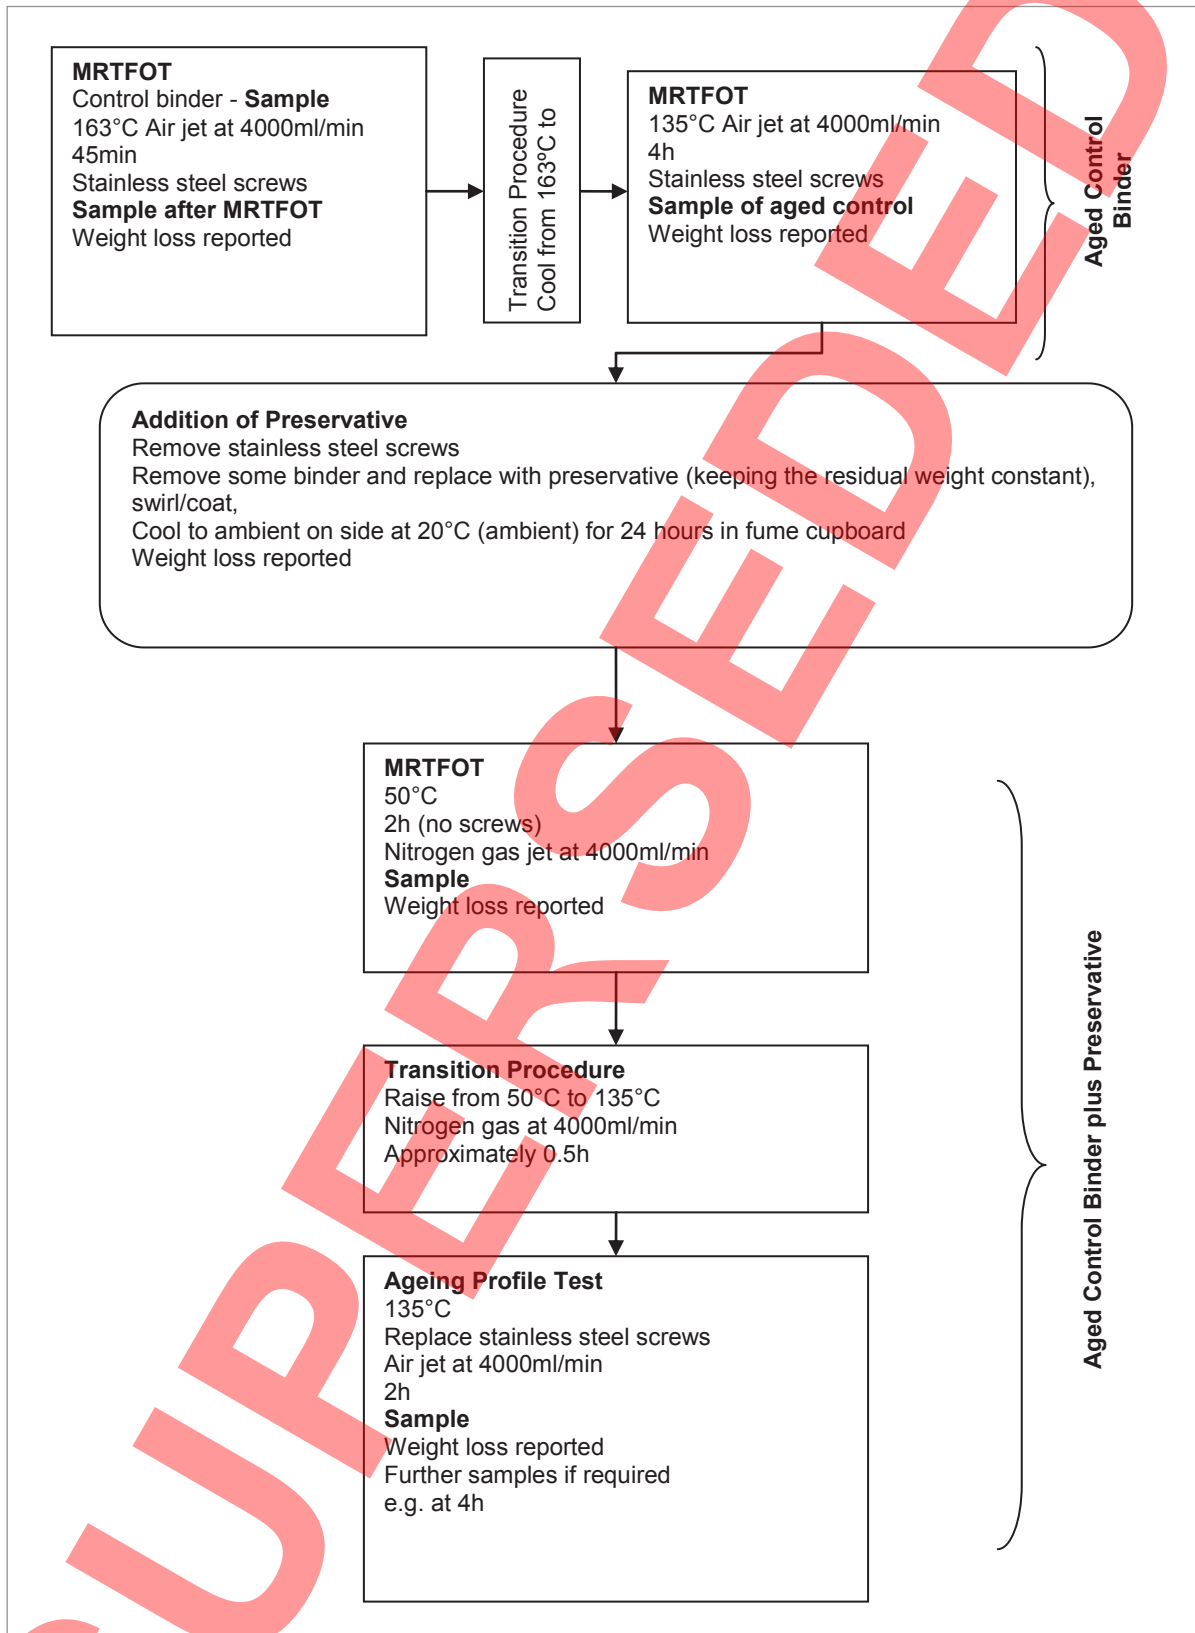 MRTFOT
Control binder - Sample
163°C Air jet at 4000ml/min
45min
Stainless steel screws
Sample after MRTFOT
Weight loss reported
Transition Procedure
Cool from 163ºC to
MRTFOT
135°C Air jet at 4000ml/min
4h
Stainless steel screws
Sample of aged control
Weight loss reported
Aged Control
Binder
Addition of Preservative
Remove stainless steel screws
Remove some binder and replace with preservative (keeping the residual weight constant),
swirl/coat,
Cool to ambient on side at 20°C (ambient) for 24 hours in fume cupboard
Weight loss reported
MRTFOT
50°C
2h (no screws)
Nitrogen gas jet at 4000ml/min
Sample
Weight loss reported
Transition Procedure
Raise from 50°C to 135°C
Nitrogen gas at 4000ml/min
Approximately 0.5h
Ageing Profile Test
135°C
Replace stainless steel screws
Air jet at 4000ml/min
2h
Sample
Weight loss reported
Further samples if required
e.g. at 4h
Aged Control Binder plus Preservative
SUPERSEDED